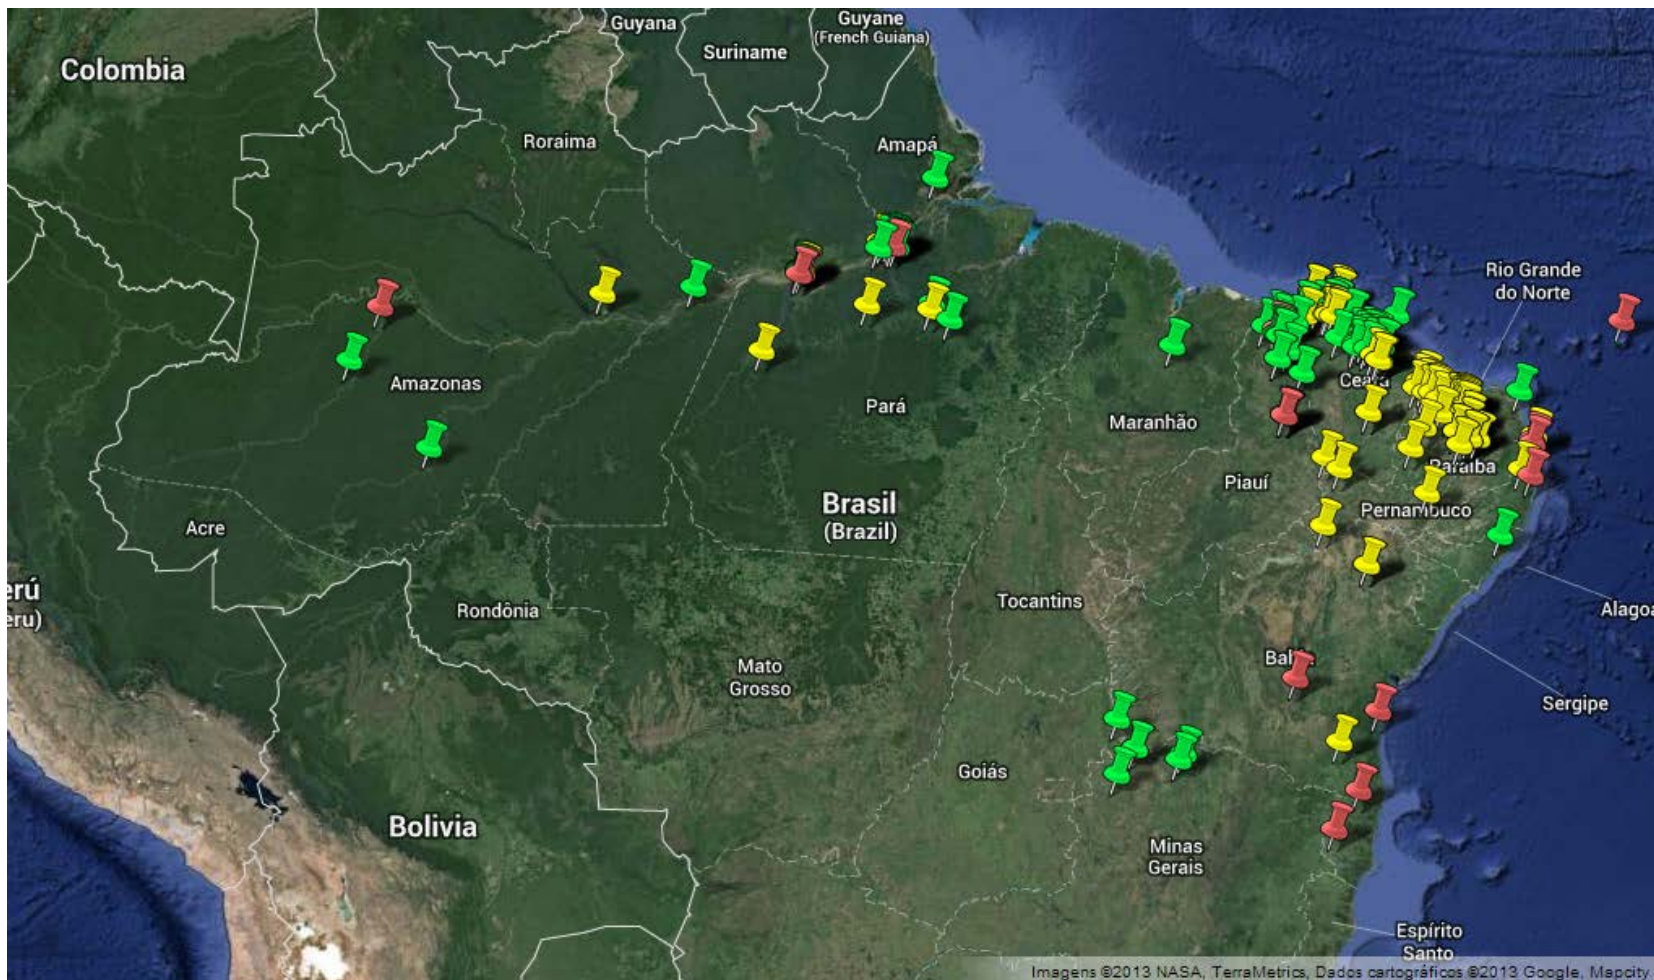 Guyana
Guyane
(French Guiana)
Suriname
Colombia
Roraima
Amapá
Rio Grande
do Norte
Amazonas
Ceará
Pará
Maranhão
Paraíba
Piauí
Brasil
(Brazil)
Pernambuco
Acre
erú
eru)
Rondônia
Tocantins
Alagoa
Mato
Grosso
Sergipe
Goiás
Bolivia
Minas
Gerais
Espírito
Santo
Imagens ©2013 NASA, TerraMetrics, Dados cartográficos ©2013 Google, Mapcity